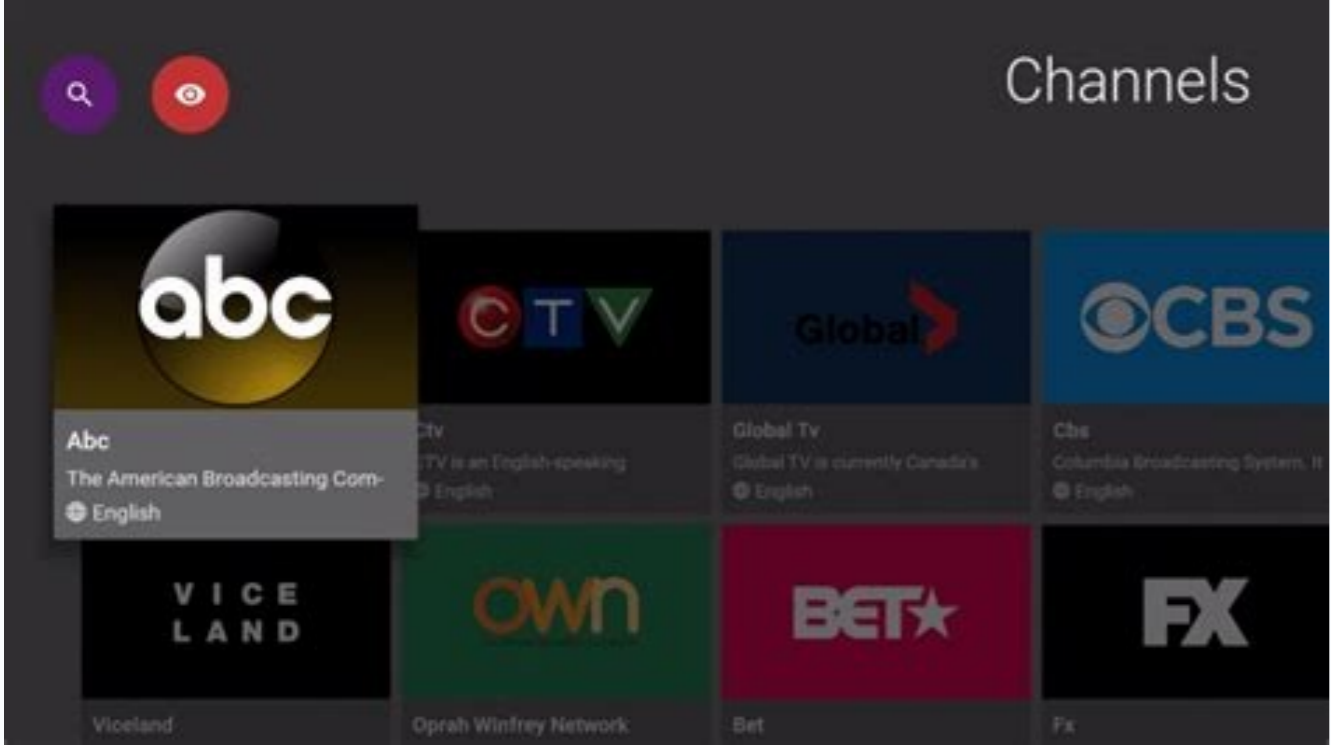 Channels
abc
CTV
Global
CBS
Abc
The American Broadcasting Com-
English
Ctv
CTV is an English-speaking
English
Global Tv
Global TV is currently Canada's
English
Cbs
Columbia Broadcasting System. It
English
VICE
LAND
OWN
BET
FX
Viceland
Oprah Winfrey Network
Bet
Fx